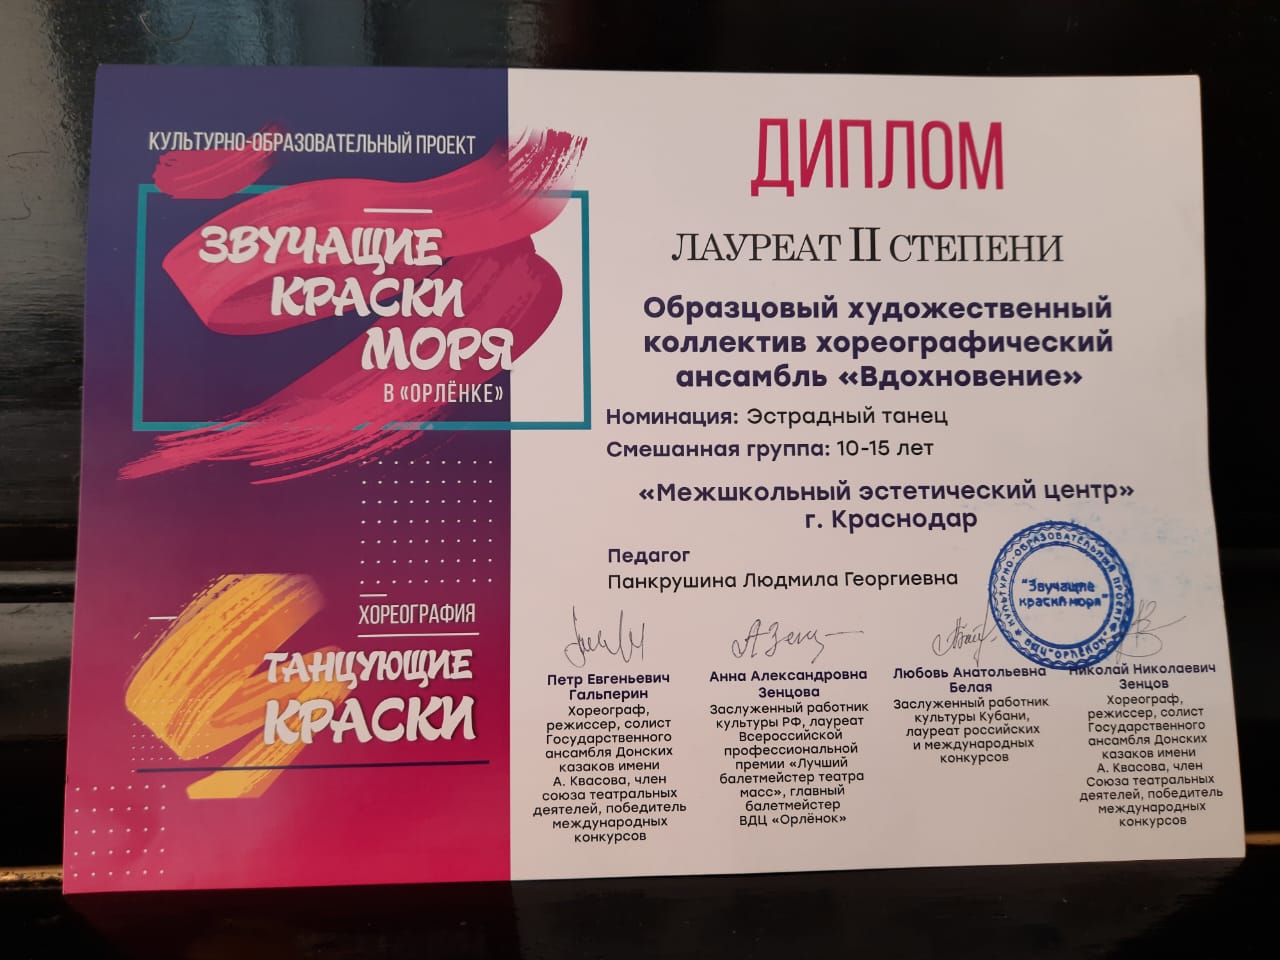 КУЛЬТУРНО-ОБРАЗОВАТЕЛЬНЫЙ ПРОЕКТ
ЗВУЧАЩИЕ
КРАСКИ
МОРЯ
В «ОРЛЁНКЕ»
ХОРЕОГРАФИЯ
ТАНЦУЮЩИЕ
КРАСКИ
ДИПЛОМ
ЛАУРЕАТ II СТЕПЕНИ
Образцовый художественный
коллектив хореографический
ансамбль «Вдохновение»
Номинация: Эстрадный танец
Смешанная группа: 10-15 лет
«Межшкольный эстетический центр»
г. Краснодар
Педагог
Панкрушина Людмила Георгиевна
КУЛЬТУРНО-ОБРАЗОВАТЕЛЬНЫЙ ПРОЕКТ
"Звучащие
краски моря"
ВДЦ "ОРЛЁНОК"
Петр Евгеньевич
Гальперин
Хореограф,
режиссер, солист
Государственного
ансамбля Донских
казаков имени
А. Квасова, член
союза театральных
деятелей, победитель
международных
конкурсов
Анна Александровна
Зенцова
Заслуженный работник
культуры РФ, лауреат
Всероссийской
профессиональной
премии «Лучший
балетмейстер театра
масс», главный
балетмейстер
ВДЦ «Орлёнок»
Любовь Анатольевна
Белая
Заслуженный работник
культуры Кубани,
лауреат российских
и международных
конкурсов
Николай Николаевич
Зенцов
Хореограф,
режиссер, солист
Государственного
ансамбля Донских
казаков имени
А. Квасова, член
Союза театральных
деятелей, победитель
международных
конкурсов